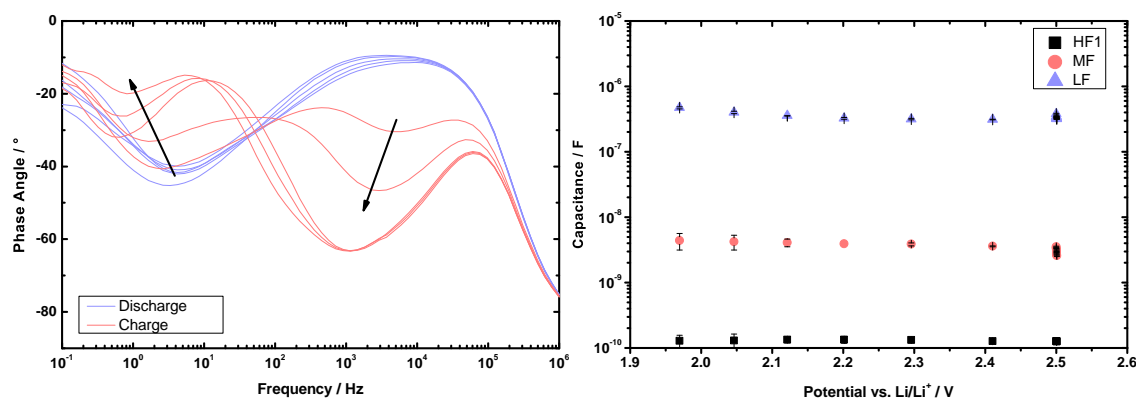 0
-20
-40
-60
-80
Phase Angle / °
Discharge
Charge
10⁻¹ 10⁰ 10¹ 10² 10³ 10⁴ 10⁵ 10⁶
Frequency / Hz
10⁻⁵
10⁻⁶
10⁻⁷
10⁻⁸
10⁻⁹
10⁻¹⁰
Capacitance / F
HF1
MF
LF
1.9 2.0 2.1 2.2 2.3 2.4 2.5 2.6
Potential vs. Li/Li⁺ / V